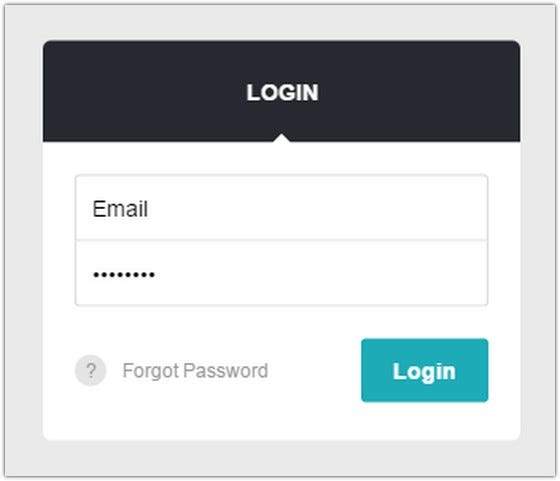 LOGIN
Email
••••••••
? Forgot Password
Login